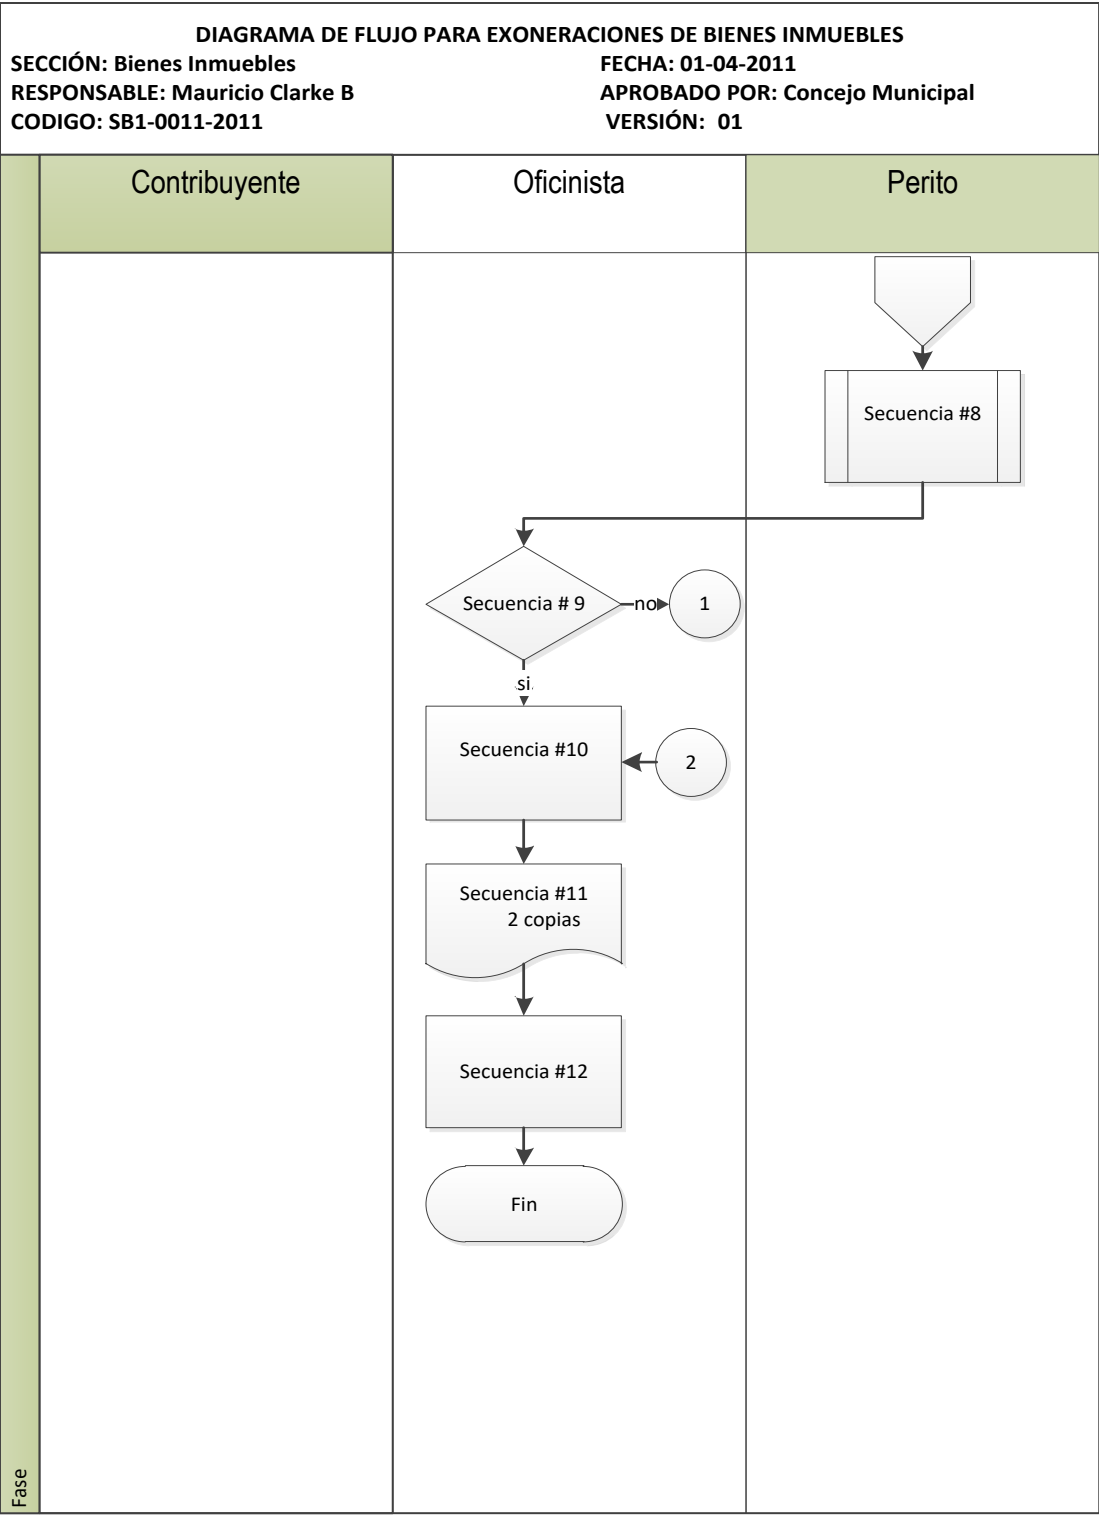 DIAGRAMA DE FLUJO PARA EXONERACIONES DE BIENES INMUEBLES
SECCIÓN: Bienes Inmuebles FECHA: 01-04-2011
RESPONSABLE: Mauricio Clarke B APROBADO POR: Concejo Municipal
CODIGO: SB1-0011-2011 VERSIÓN: 01
Contribuyente Oficinista Perito
Secuencia #8
Secuencia # 9 no 1
si
Secuencia #10 2
Secuencia #11
2 copias
Secuencia #12
Fin
Fase